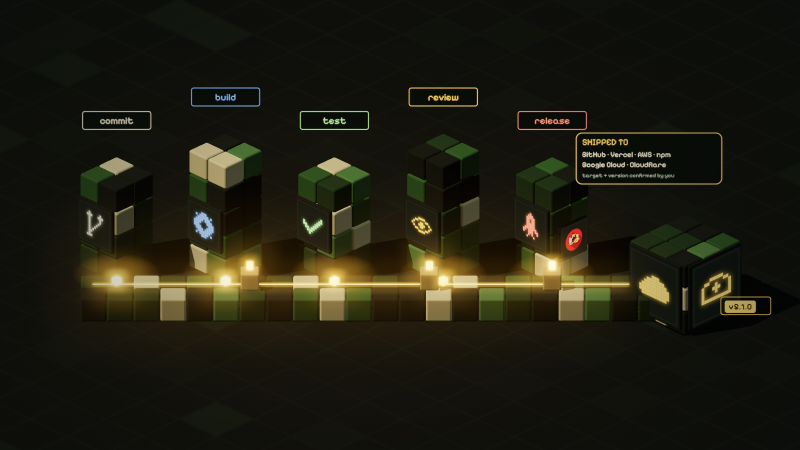 commit
build
test
review
release
SHIPPED TO
GitHub · Vercel · AWS · npm
Google Cloud · Cloudflare
target + version confirmed by you
v9.1.0